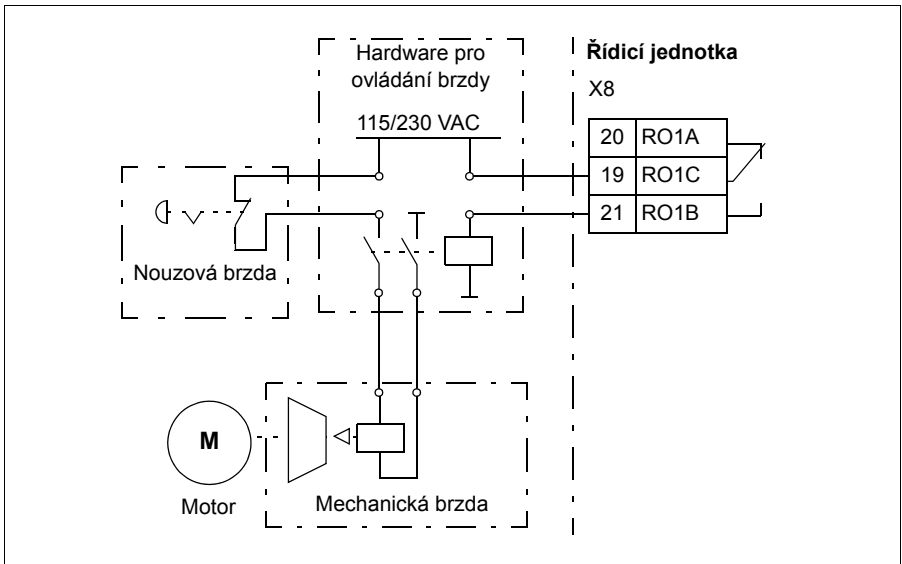 Hardware pro
ovládání brzdy
115/230 VAC
Řídicí jednotka
X8
20 RO1A
19 RO1C
21 RO1B
Nouzová brzda
M
Motor
Mechanická brzda